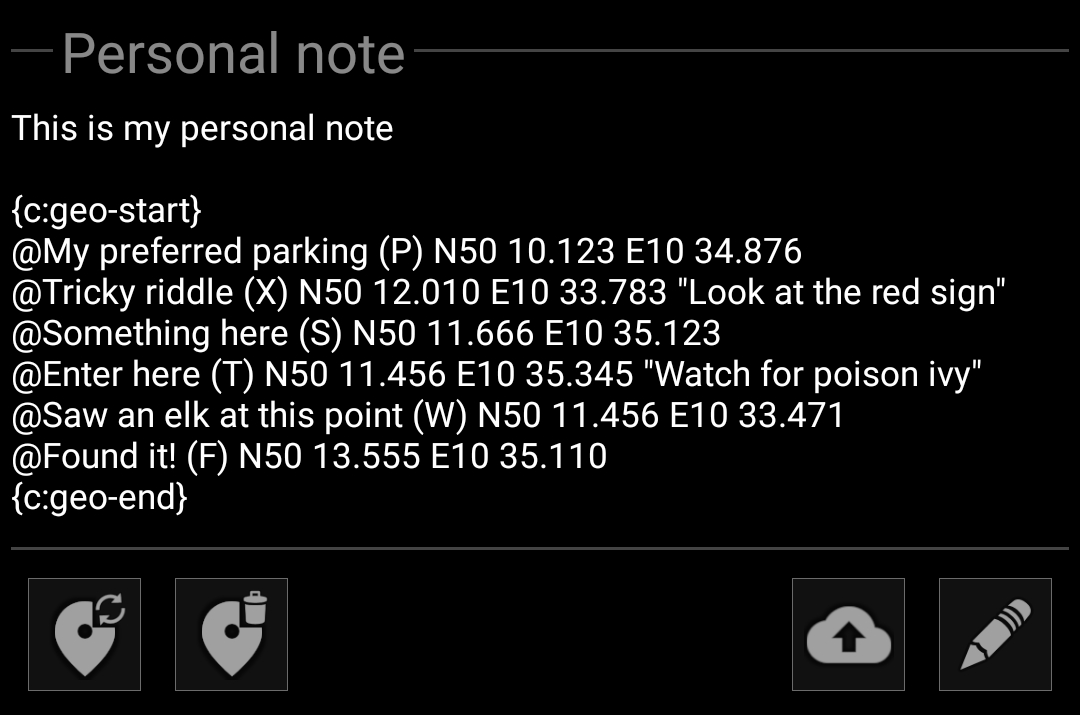 Personal note
This is my personal note
{c:geo-start}
@My preferred parking (P) N50 10.123 E10 34.876
@Tricky riddle (X) N50 12.010 E10 33.783 "Look at the red sign"
@Something here (S) N50 11.666 E10 35.123
@Enter here (T) N50 11.456 E10 35.345 "Watch for poison ivy"
@Saw an elk at this point (W) N50 11.456 E10 33.471
@Found it! (F) N50 13.555 E10 35.110
{c:geo-end}